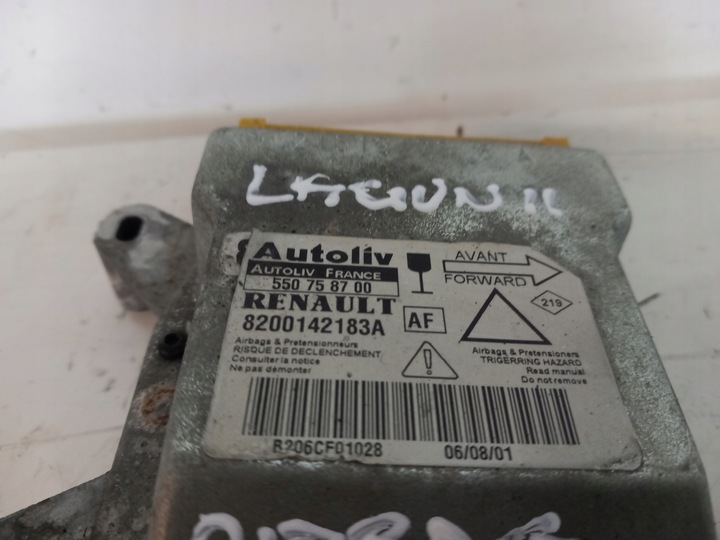 LAGUN II
Autoliv
AUTOLIV FRANCE
550 75 87 00
RENAULT
8200142183A
AF
AVANT
FORWARD
219
Airbags & Pretensionneurs
RISQUE DE DECLENCHEMENT
Consulter la notice
Ne pas démonter
Airbags & Pretensioners
TRIGERRING HAZARD
Read manual
Do not remove
B206CF01028
06/08/01